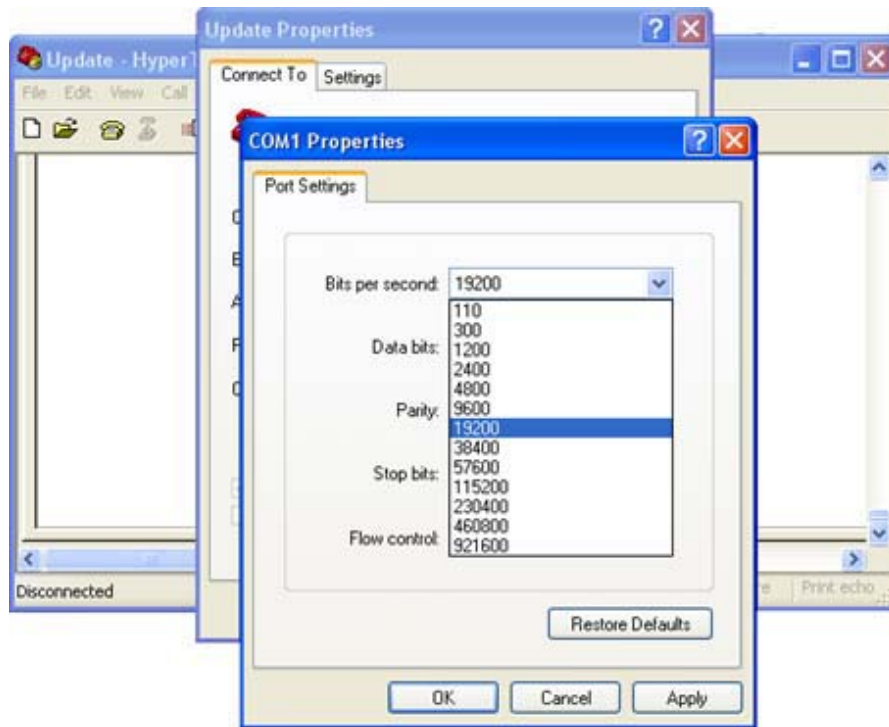 Update Properties
Update - HyperT
Connect To
Settings
File Edit View Call
COM1 Properties
Port Settings
Bits per second: 19200
110
300
Data bits:
1200
2400
4800
Parity:
9600
19200
38400
Stop bits:
57600
115200
230400
Flow control:
460800
921600
Disconnected
Print echo
Restore Defaults
OK
Cancel
Apply